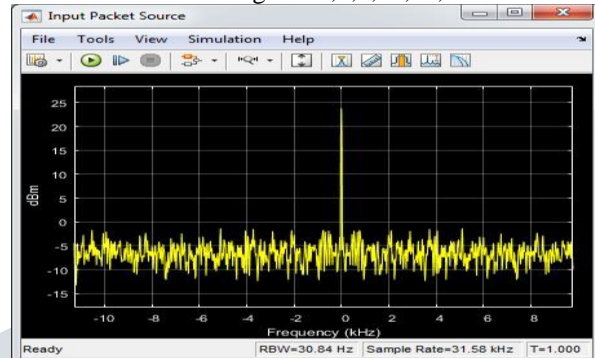 Input Packet Source
File Tools View Simulation Help
25
20
15
10
5
0
-5
-10
-15
dBm
-10 -8 -6 -4 -2 0 2 4 6 8
Frequency (kHz)
Ready RBW=30.84 Hz Sample Rate=31.58 kHz T=1.000